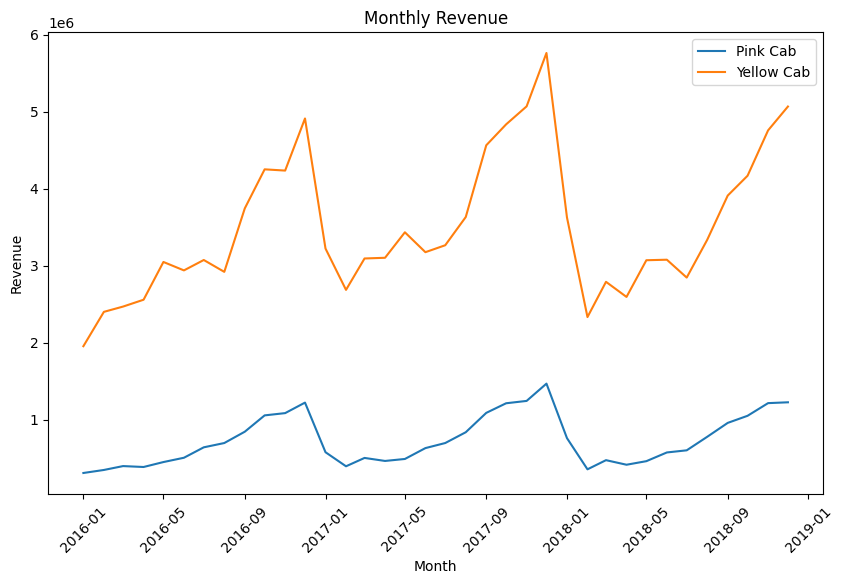 Monthly Revenue
1e6
Pink Cab
Yellow Cab
6
5
4
3
2
1
Revenue
2016-01
2016-05
2016-09
2017-01
2017-05
2017-09
2018-01
2018-05
2018-09
2019-01
Month